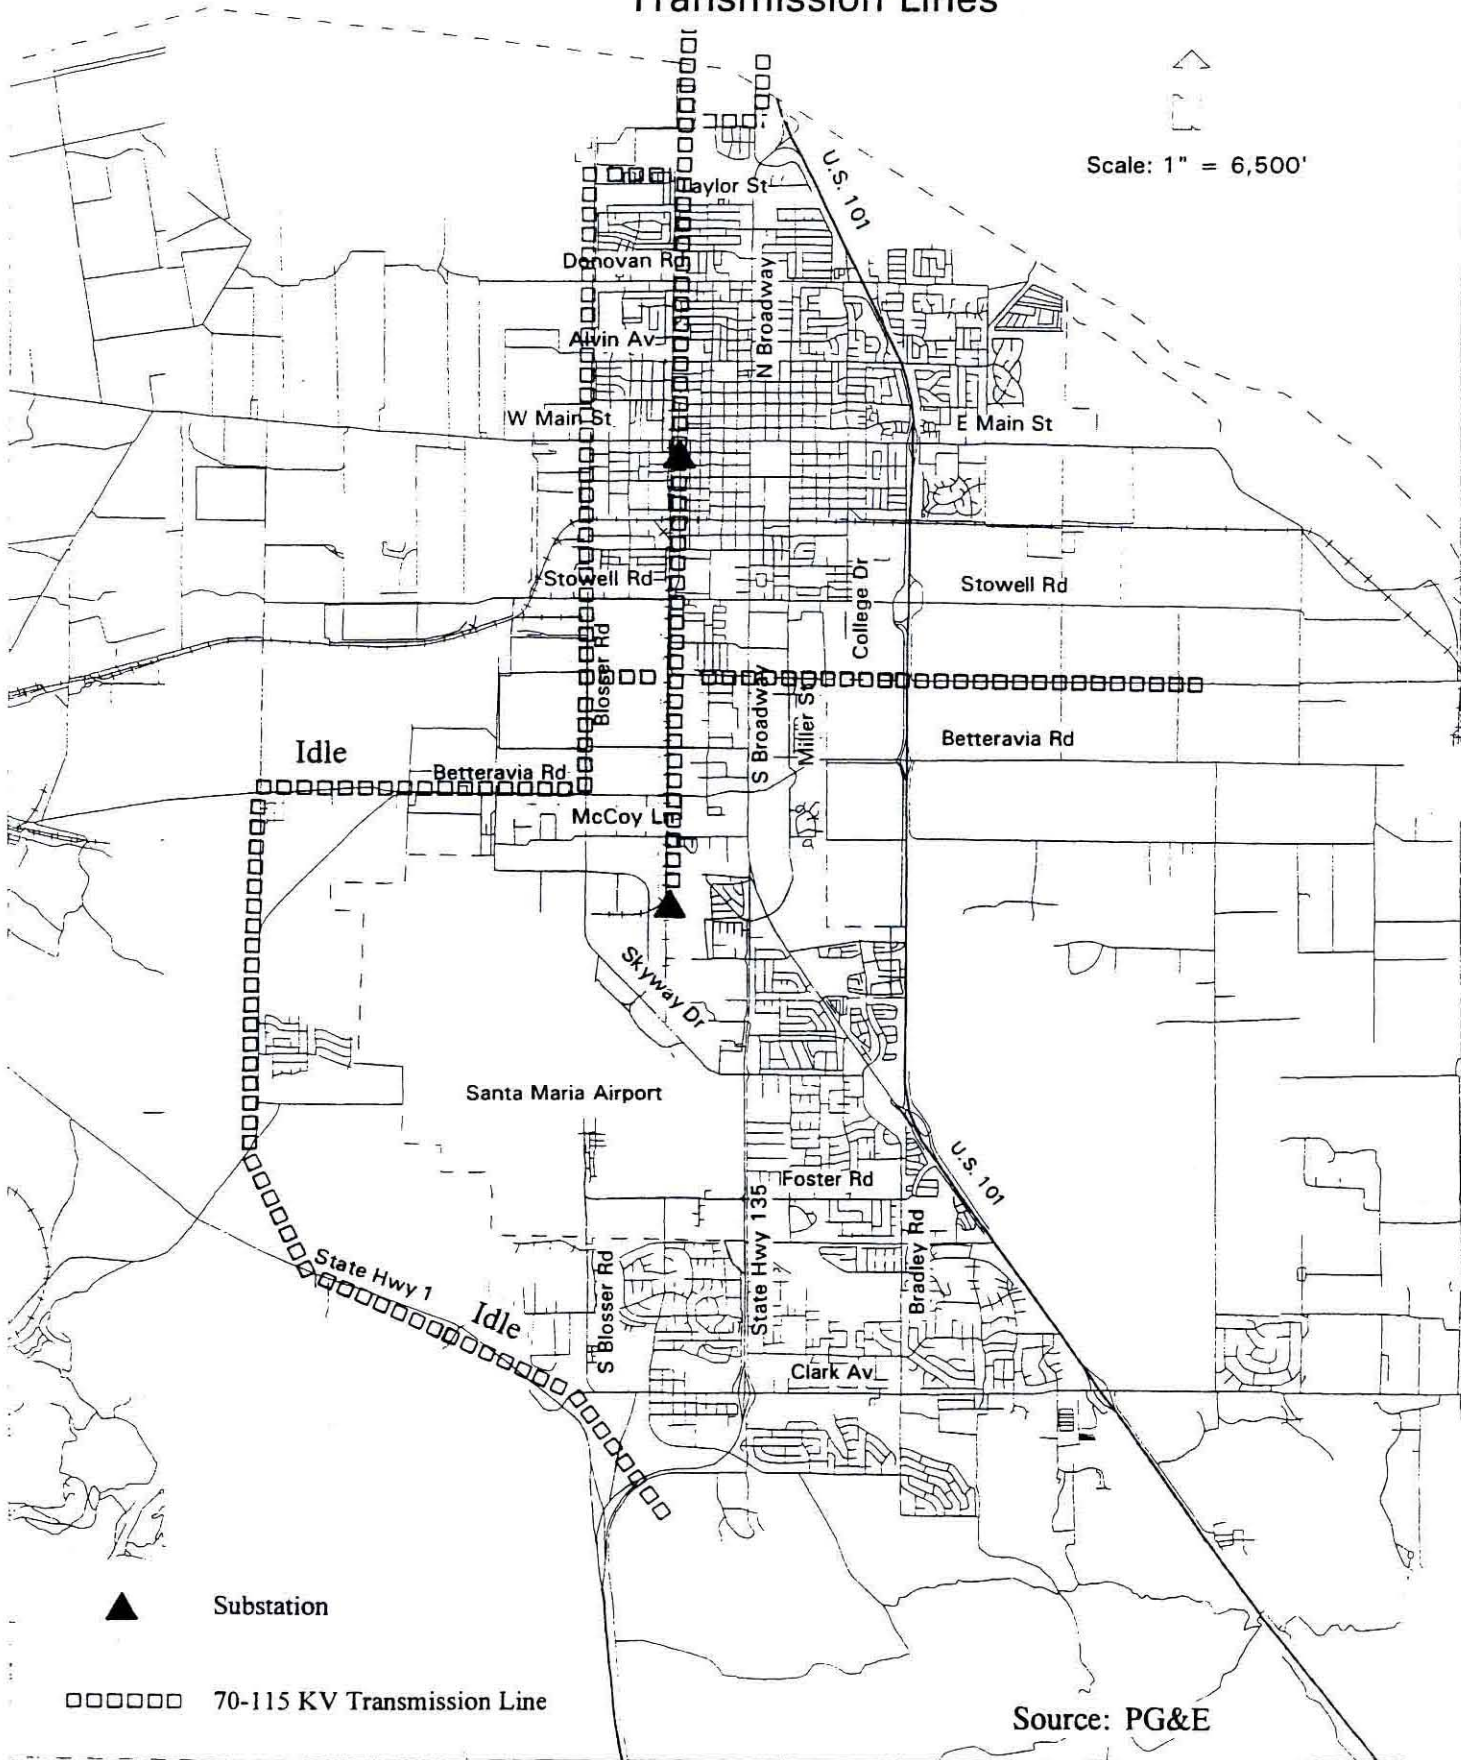 Transmission Lines
Scale: 1" = 6,500'
U.S. 101
Taylor St
Donovan Rd
N Broadway
Alvin Av
W Main St
E Main St
Stowell Rd
College Dr
Stowell Rd
Blosser Rd
S Broadway
Miller St
Betteravia Rd
Idle
Betteravia Rd
McCoy Ln
Skyway Dr
Santa Maria Airport
U.S. 101
Foster Rd
State Hwy 135
Bradley Rd
State Hwy 1
Idle
S Blosser Rd
Clark Av
Substation
70-115 KV Transmission Line
Source: PG&E